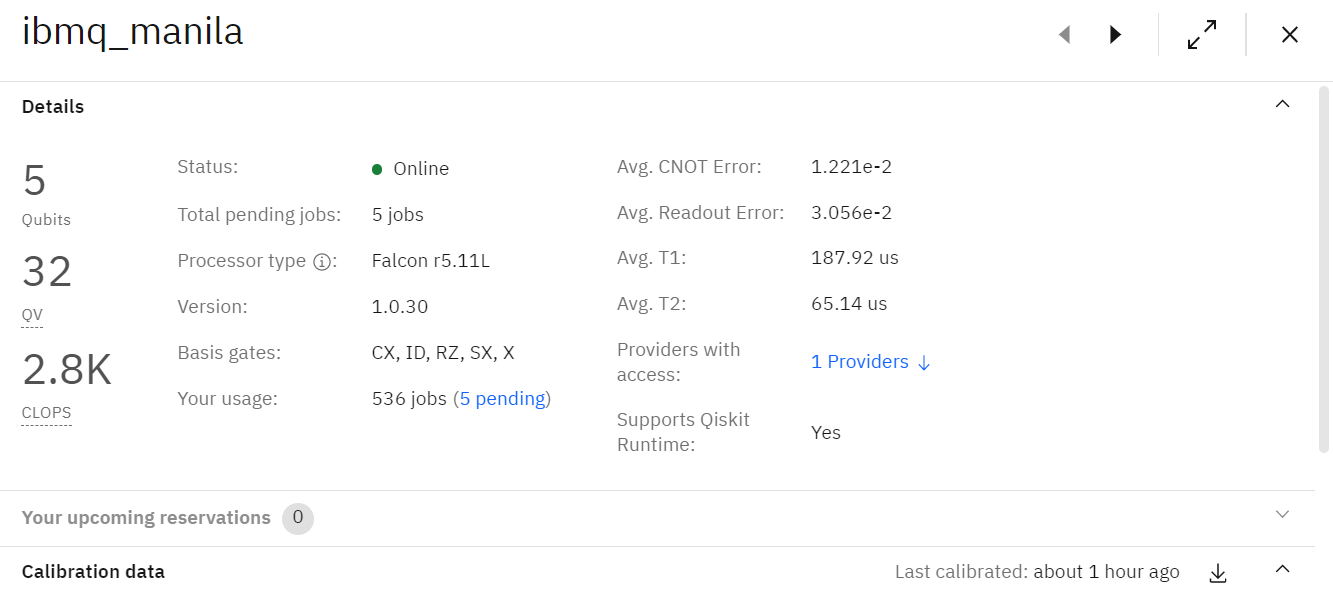 ibmq_manila
Details
5
Qubits
32
QV
2.8K
CLOPS
Status: Online
Total pending jobs: 5 jobs
Processor type : Falcon r5.11L
Version: 1.0.30
Basis gates: CX, ID, RZ, SX, X
Your usage: 536 jobs (5 pending)
Avg. CNOT Error: 1.221e-2
Avg. Readout Error: 3.056e-2
Avg. T1: 187.92 us
Avg. T2: 65.14 us
Providers with
access: 1 Providers ↓
Supports Qiskit
Runtime: Yes
Your upcoming reservations 0
Calibration data
Last calibrated: about 1 hour ago